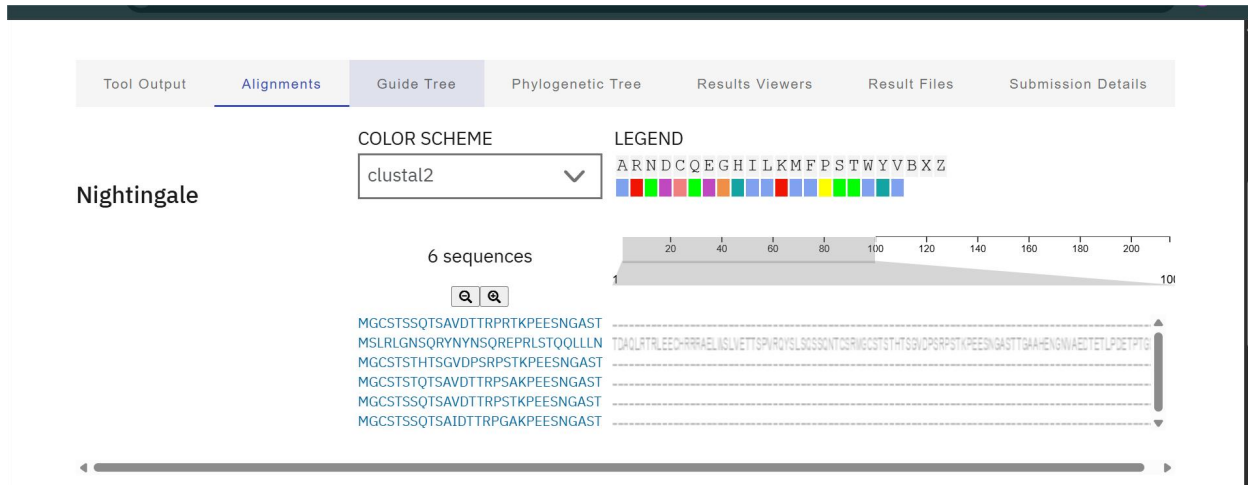 Tool Output Alignments Guide Tree Phylogenetic Tree Results Viewers Result Files Submission Details
COLOR SCHEME LEGEND
clustal2 A R N D C Q E G H I L K M F P S T W Y V B X Z
Nightingale
6 sequences 20 40 60 80 100 120 140 160 180 200
1
MGCSTSSQTSAVDTTRPRTKPEESNGAST
MSLRLGNSQRYNYNSQREPRLSTQQLLLN
MGCSTSTHTSGVDPSRPSTKPEESNGAST
MGCSTSTQTSAVDTTRPSAKPEESNGAST
MGCSTSSQTSAVDTTRPSTKPEESNGAST
MGCSTSSQTSAIDTTRPGAKPEESNGAST